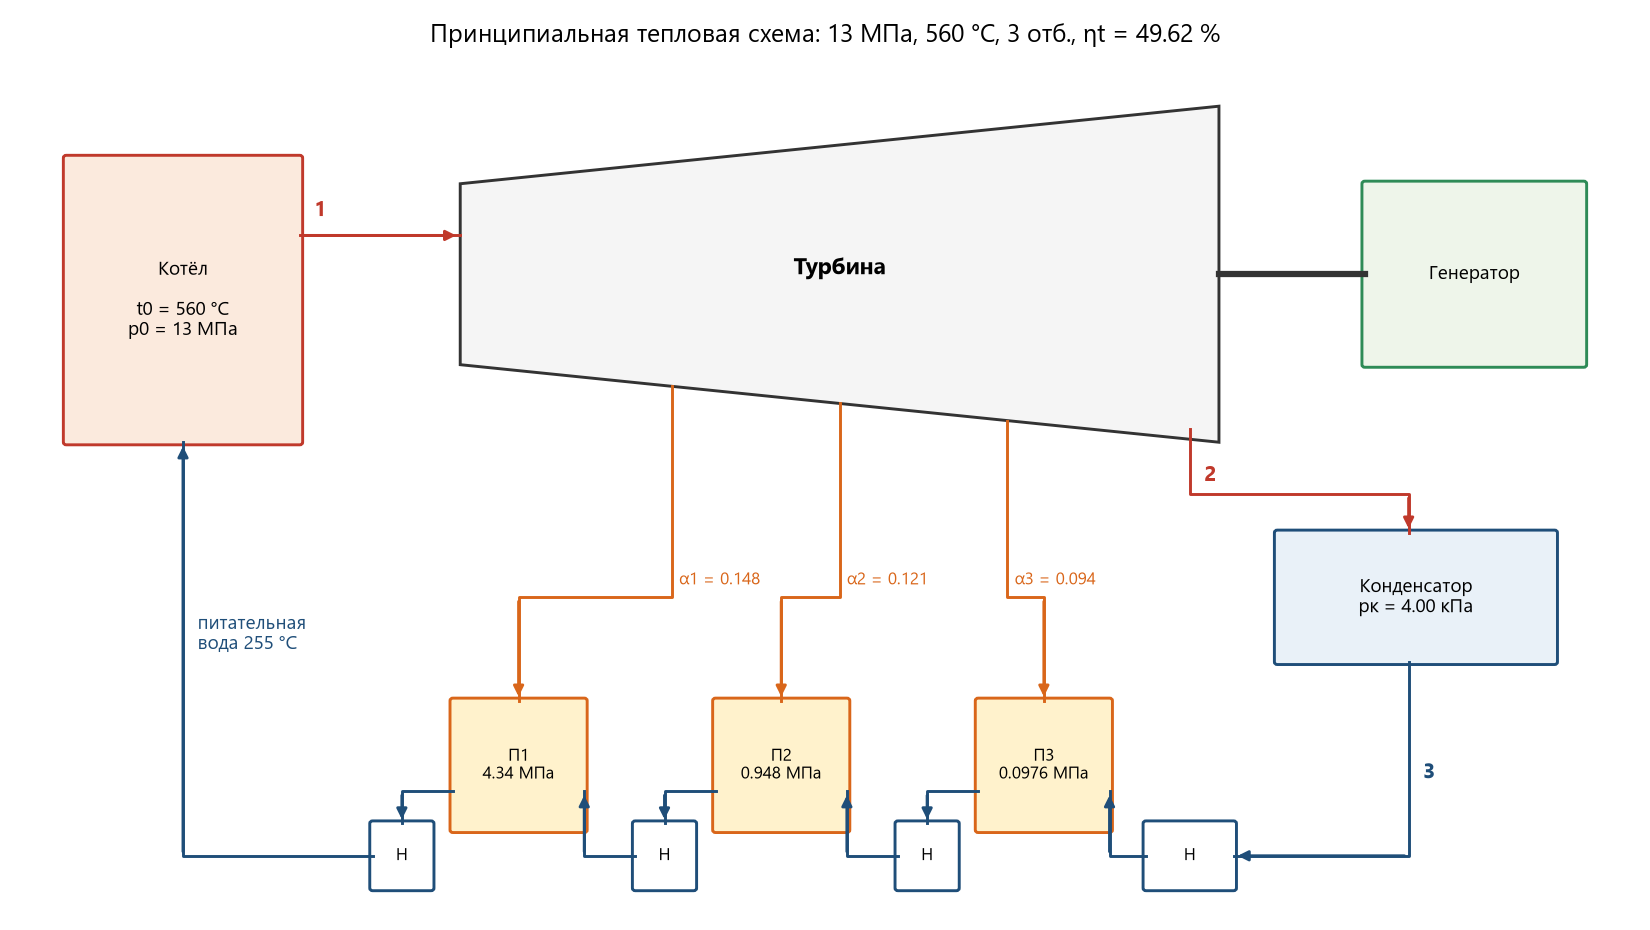 Принципиальная тепловая схема: 13 МПа, 560 °C, 3 отб., ηt = 49.62 %
1
Котёл
t0 = 560 °C
p0 = 13 МПа
Турбина
Генератор
2
α1 = 0.148
α2 = 0.121
α3 = 0.094
Конденсатор
pк = 4.00 кПа
питательная
вода 255 °C
П1
4.34 МПа
П2
0.948 МПа
П3
0.0976 МПа
3
Н
Н
Н
Н